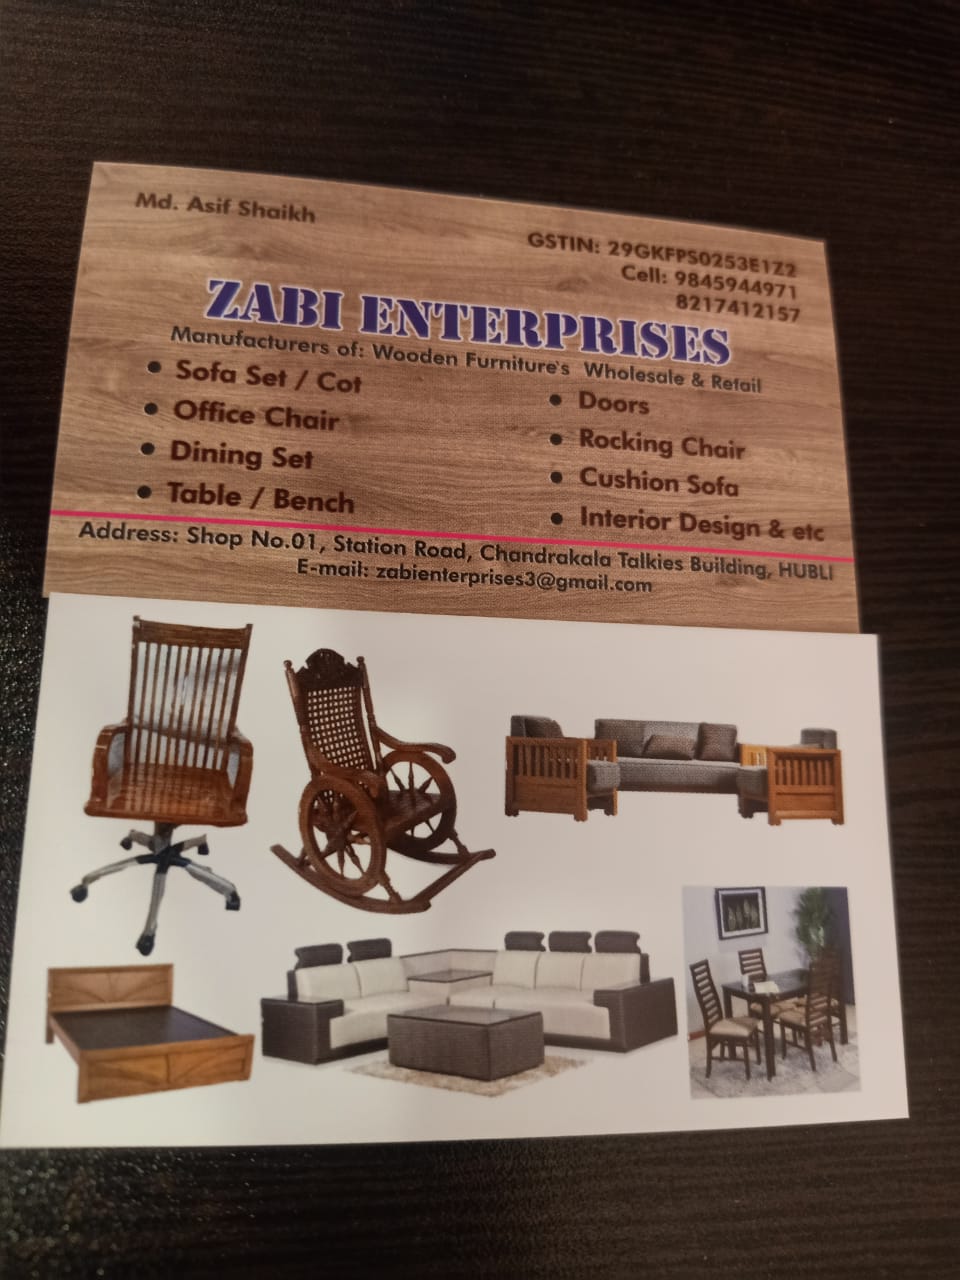 Md. Asif Shaikh
GSTIN: 29GKFPS0253E1Z2
Cell: 9845944971
8217412157
ZABI ENTERPRISES
Manufacturers of: Wooden Furniture's Wholesale & Retail
• Sofa Set / Cot
• Office Chair
• Dining Set
• Table / Bench
• Doors
• Rocking Chair
• Cushion Sofa
• Interior Design & etc
Address: Shop No.01, Station Road, Chandrakala Talkies Building, HUBLI
E-mail: zabienterprises3@gmail.com